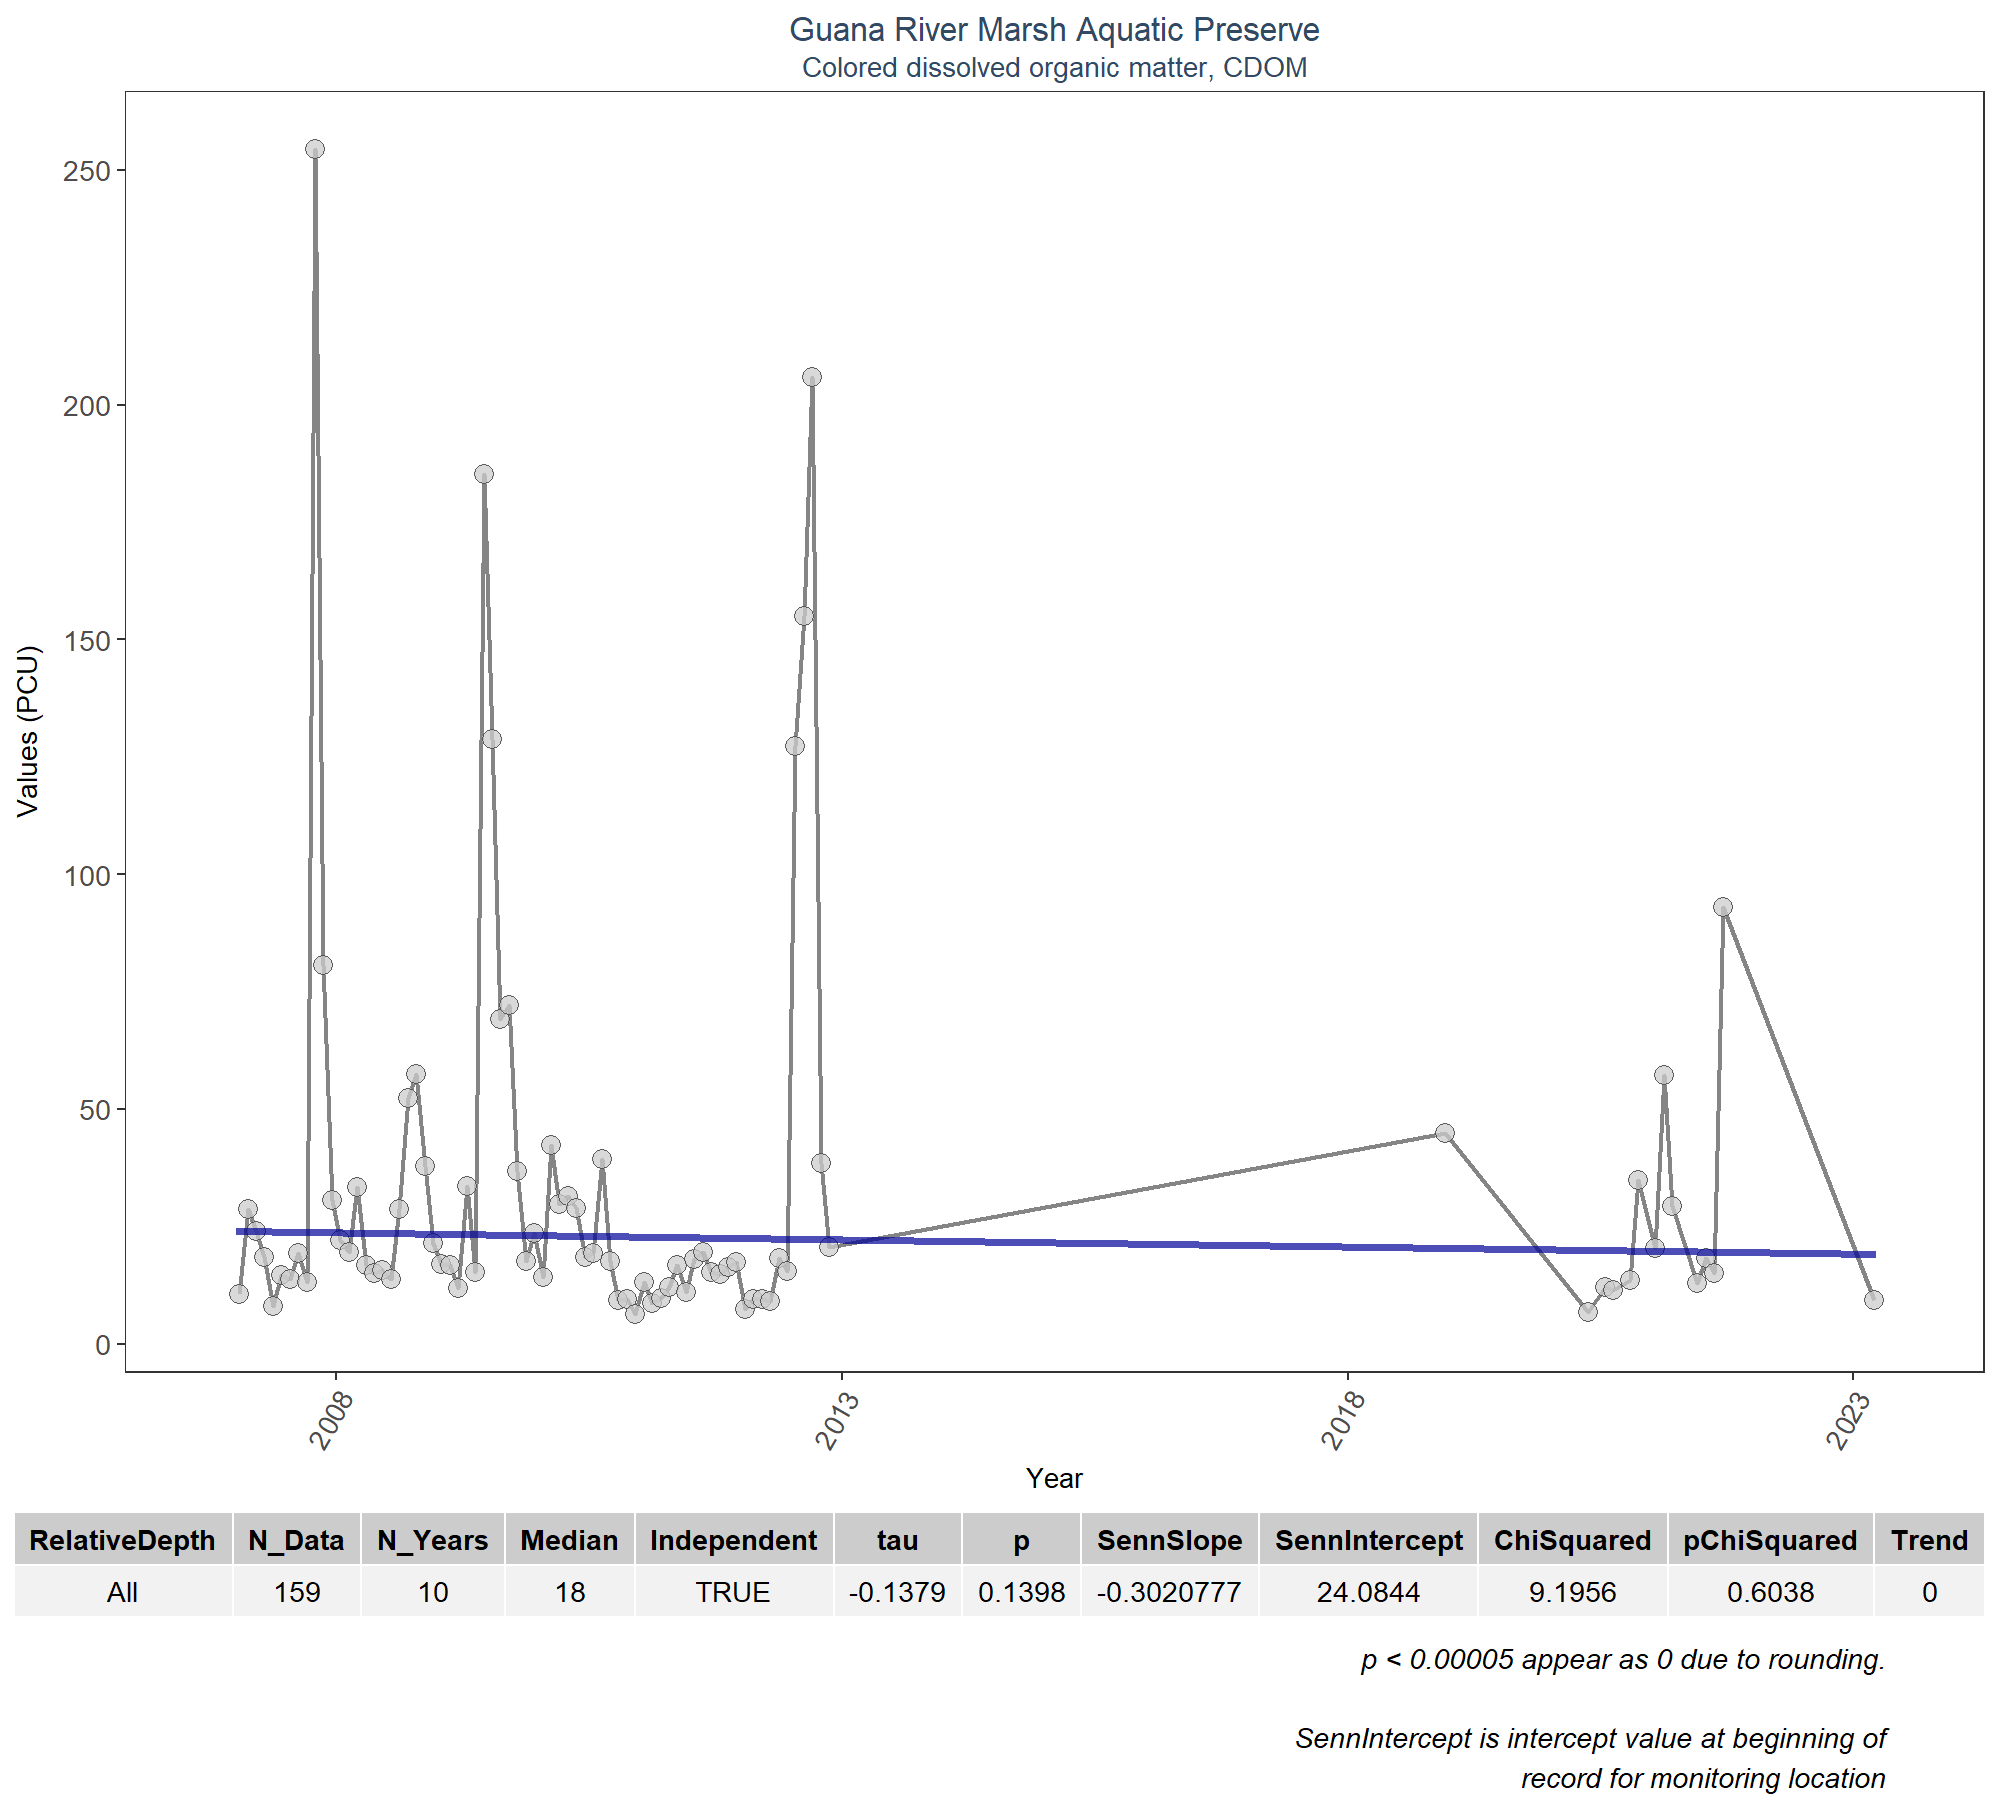 Guana River Marsh Aquatic Preserve
Colored dissolved organic matter, CDOM
250
200
150
100
50
0
Values (PCU)
2008
2013
2018
2023
Year
RelativeDepth N_Data N_Years Median Independent tau p SennSlope SennIntercept ChiSquared pChiSquared Trend
All 159 10 18 TRUE -0.1379 0.1398 -0.3020777 24.0844 9.1956 0.6038 0
p < 0.00005 appear as 0 due to rounding.
SennIntercept is intercept value at beginning of
record for monitoring location